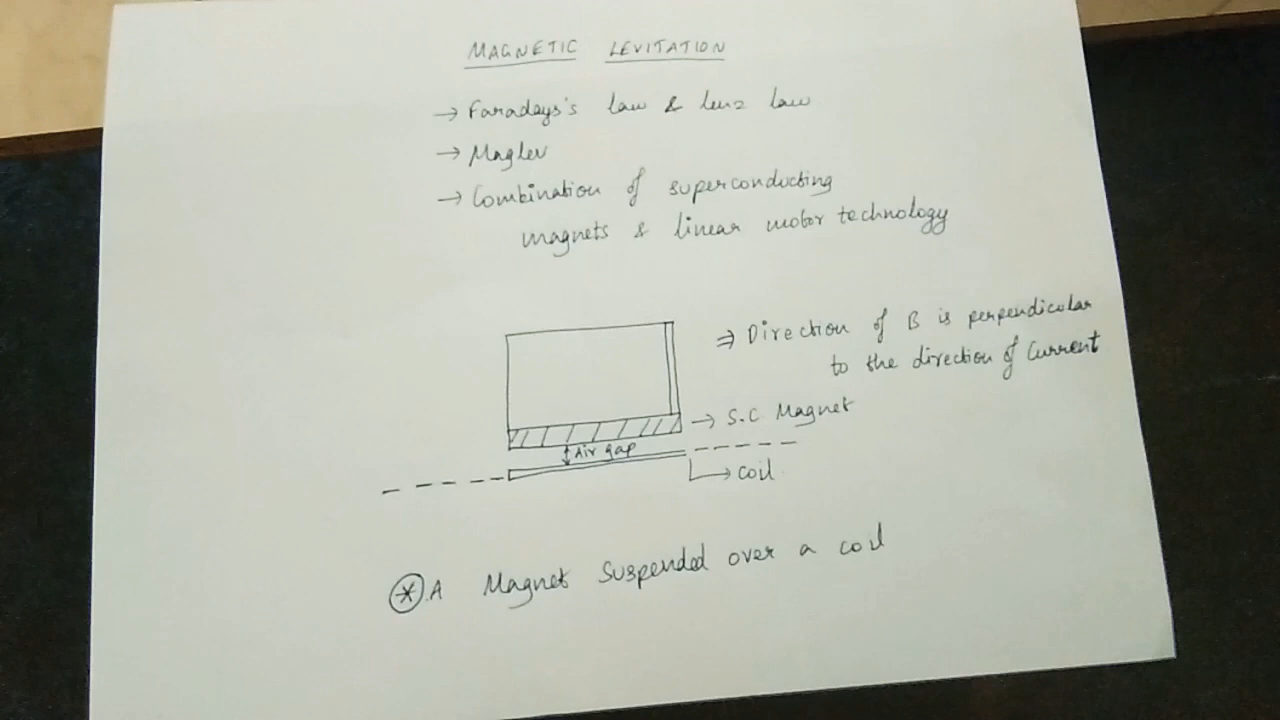 MAGNETIC LEVITATION
→ Faradays's law & lenz law
→ Maglev
→ Combination of superconducting
magnets & linear motor technology
⇒ Direction of B is perpendicular
to the direction of Current
→ S.C Magnet
Air gap
→ coil
* A Magnet suspended over a coil